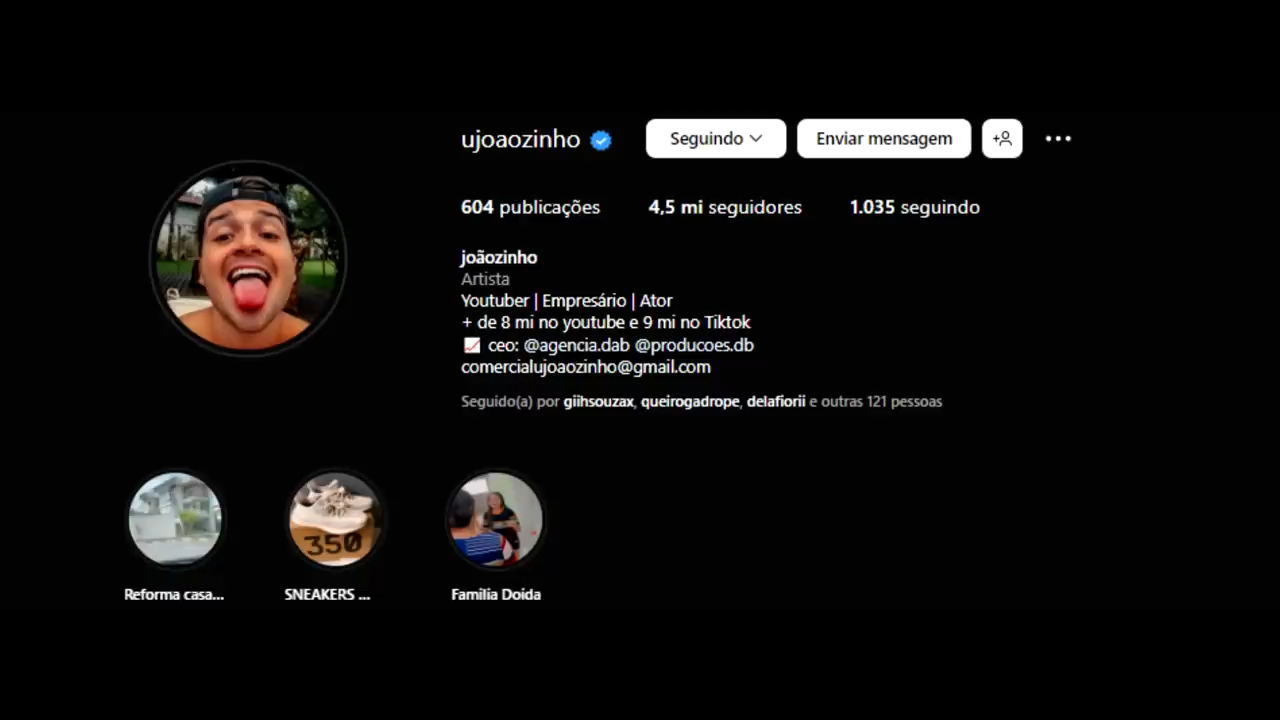 ujoaozinho Seguindo Enviar mensagem
604 publicações 4,5 mi seguidores 1.035 seguindo
joãozinho
Artista
Youtuber | Empresário | Ator
+ de 8 mi no youtube e 9 mi no Tiktok
📈 ceo: @agencia.dab @producoes.db
comercialujoaozinho@gmail.com
Seguido(a) por giihsouzax, queirogadrope, delafiorii e outras 121 pessoas
350
Reforma casa... SNEAKERS ... Familia Doida